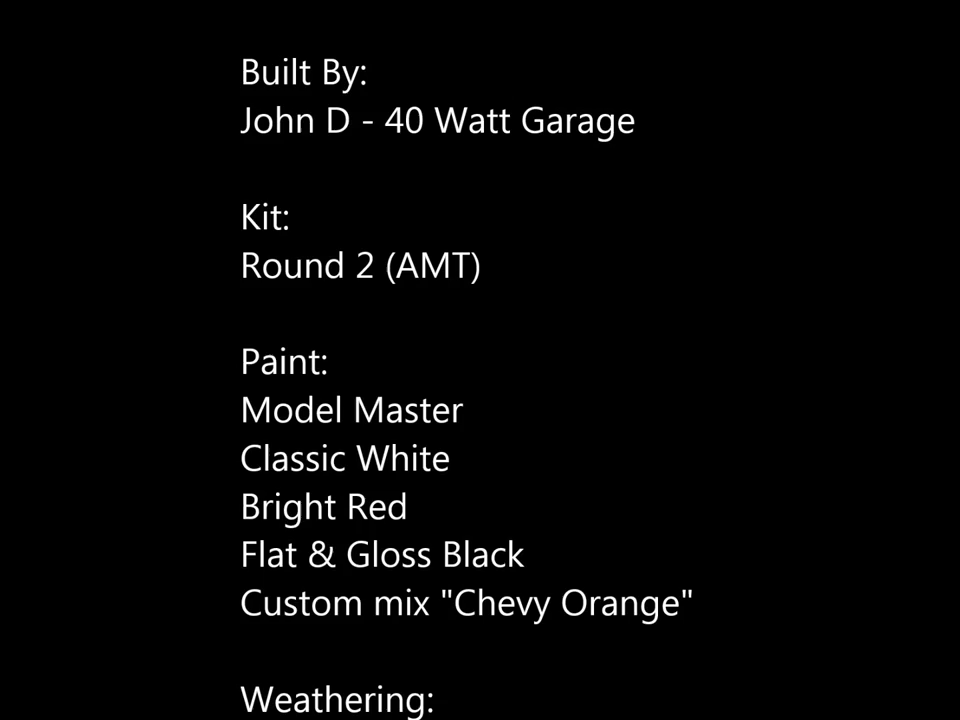 Built By:
John D - 40 Watt Garage
Kit:
Round 2 (AMT)
Paint:
Model Master
Classic White
Bright Red
Flat & Gloss Black
Custom mix "Chevy Orange"
Weathering: